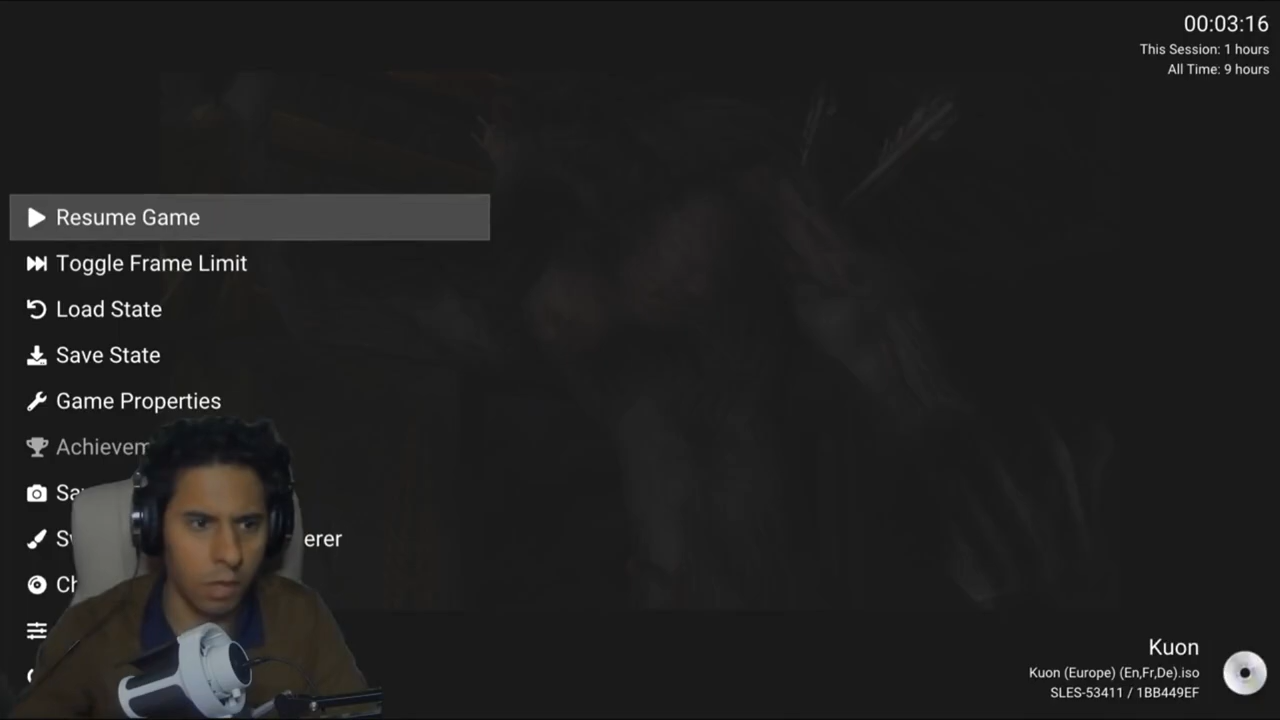 00:03:16
This Session: 1 hours
All Time: 9 hours
Resume Game
Toggle Frame Limit
Load State
Save State
Game Properties
Achievem
Sa
Sw
erer
Ch
Kuon
Kuon (Europe) (En,Fr,De).iso
SLES-53411 / 1BB449EF